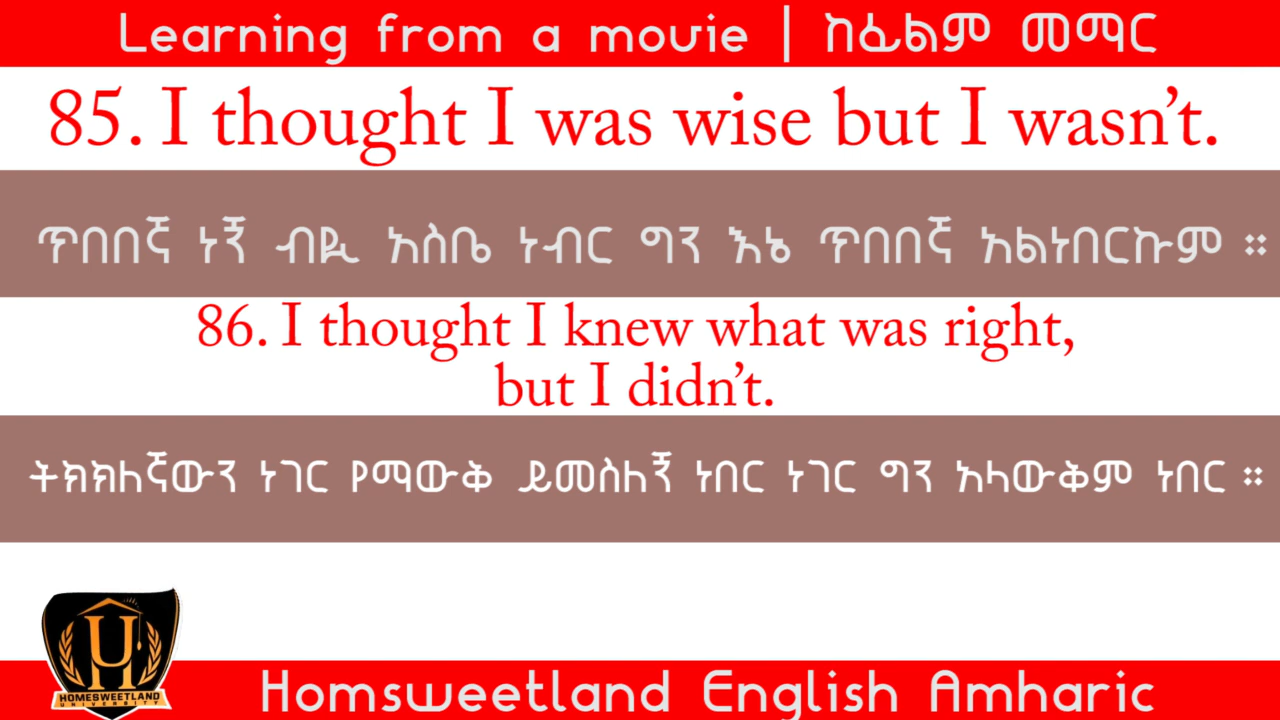 Learning from a movie | ከፊልም መማር
85. I thought I was wise but I wasn't.
ጥበበኛ ነኝ ብዬ አስቤ ነብር ግን እኔ ጥበበኛ አልነበርኩም ።
86. I thought I knew what was right,
but I didn't.
ትክክለኛውን ነገር የማውቅ ይመስለኝ ነበር ነገር ግን አላውቅም ነበር ።
U
HOMESWEETLAND
UNIVERSITY
Homsweetland English Amharic